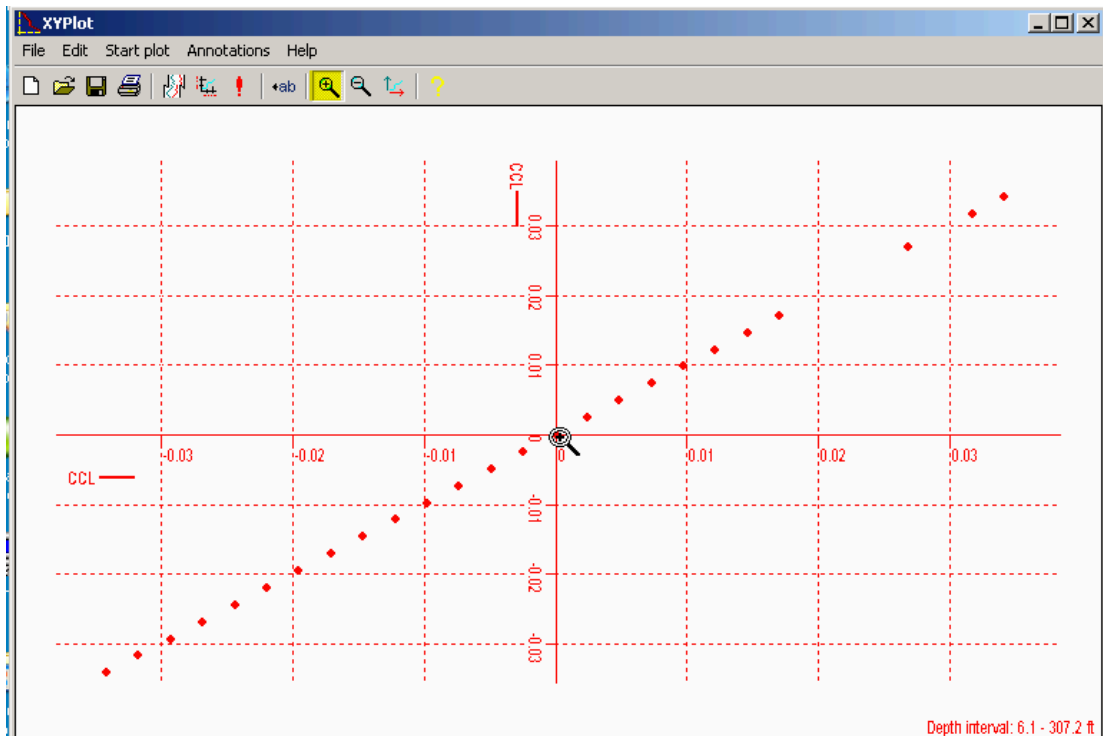 XYPlot
File Edit Start plot Annotations Help
ab
?
CCL
0.03
0.02
0.01
0
-0.03 -0.02 -0.01 0 0.01 0.02 0.03
CCL
-0.01
-0.02
-0.03
Depth interval: 6.1 - 307.2 ft